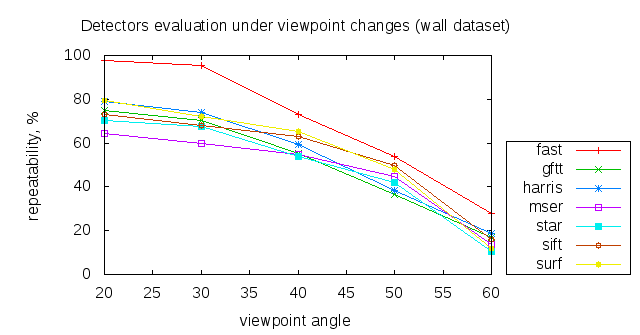 Detectors evaluation under viewpoint changes (wall dataset)
100
80
60
40
20
0
repeatability, %
20 25 30 35 40 45 50 55 60
viewpoint angle
fast
gftt
harris
mser
star
sift
surf